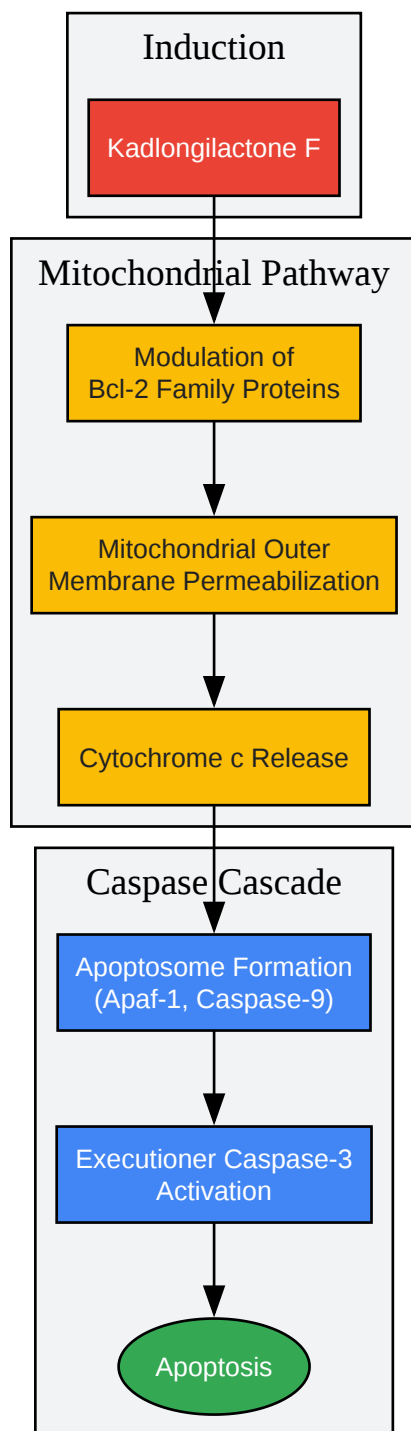 Induction
Kadlongilactone F
Mitochondrial Pathway
Modulation of
Bcl-2 Family Proteins
Mitochondrial Outer
Membrane Permeabilization
Cytochrome c Release
Caspase Cascade
Apoptosome Formation
(Apaf-1, Caspase-9)
Executioner Caspase-3
Activation
Apoptosis